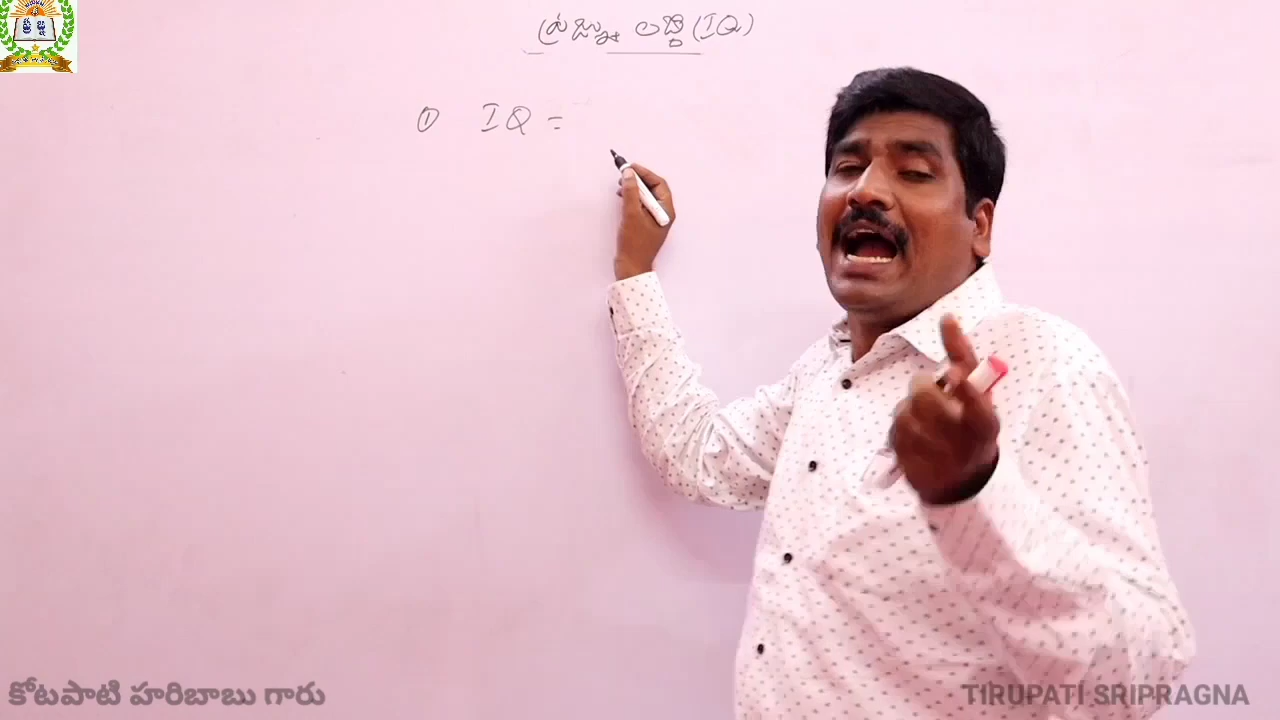 ప్రజ్ఞా లబ్ధి (IQ)
① IQ =
కోటపాటి హరిబాబు గారు
TIRUPATI SRIPRAGNA